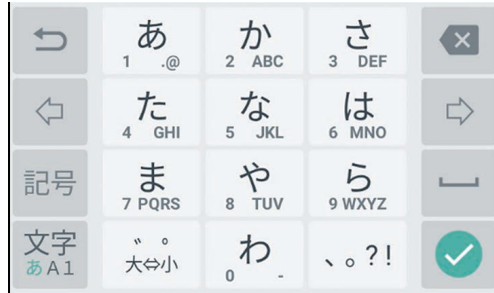 あ か さ
1 .@ 2 ABC 3 DEF
た な は
4 GHI 5 JKL 6 MNO
記号 ま や ら
7 PQRS 8 TUV 9 WXYZ
文字 ゛゜ わ 、。?!
あA1 大⇔小 0 -